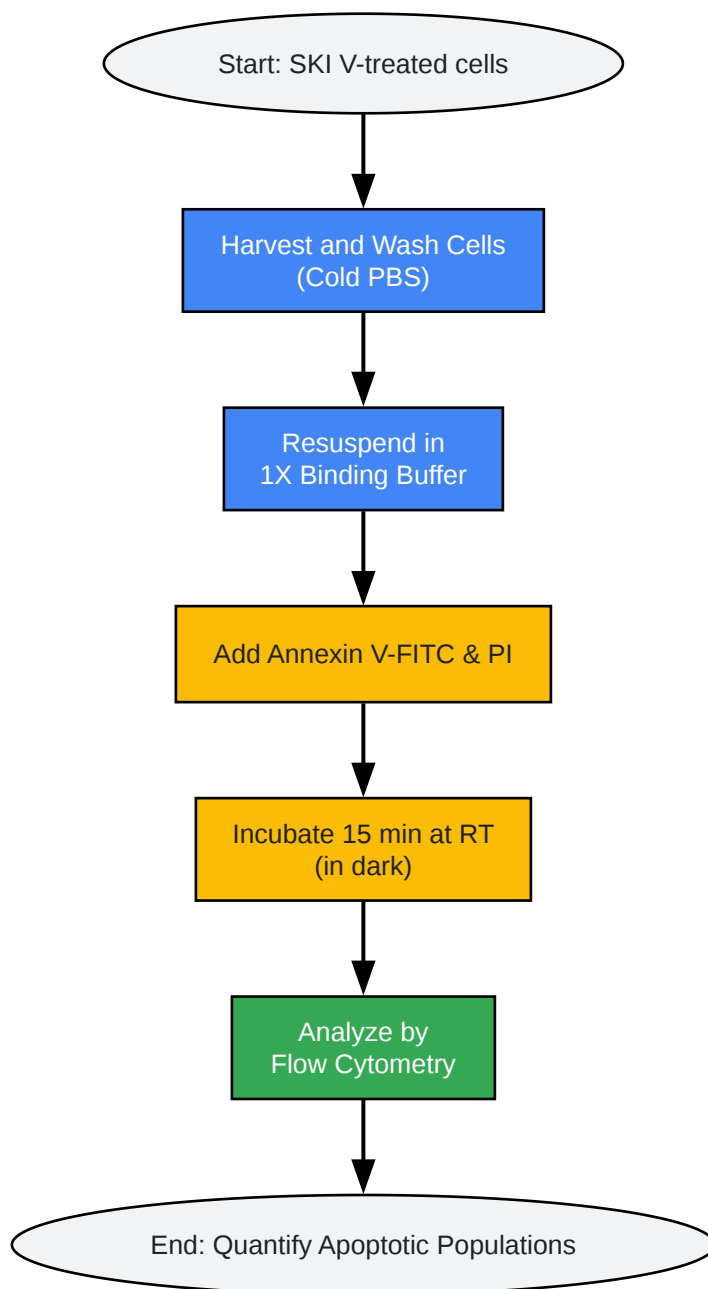 Start: SKI V-treated cells
Harvest and Wash Cells
(Cold PBS)
Resuspend in
1X Binding Buffer
Add Annexin V-FITC & PI
Incubate 15 min at RT
(in dark)
Analyze by
Flow Cytometry
End: Quantify Apoptotic Populations